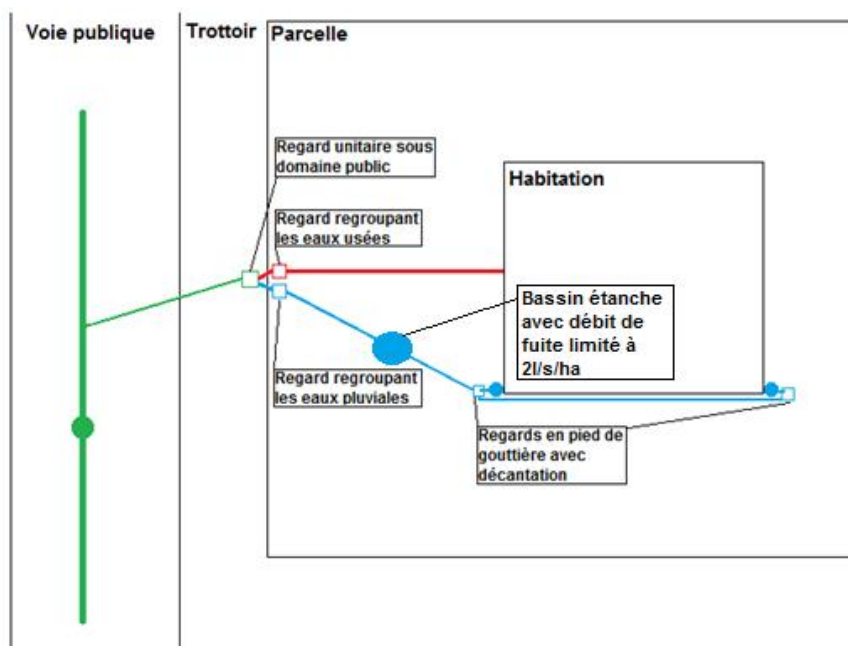 Voie publique
Trottoir
Parcelle
Regard unitaire sous
domaine public
Habitation
Regard regroupant
les eaux usées
Bassin étanche
avec débit de
fuite limité à
2l/s/ha
Regard regroupant
les eaux pluviales
Regards en pied de
gouttière avec
décantation